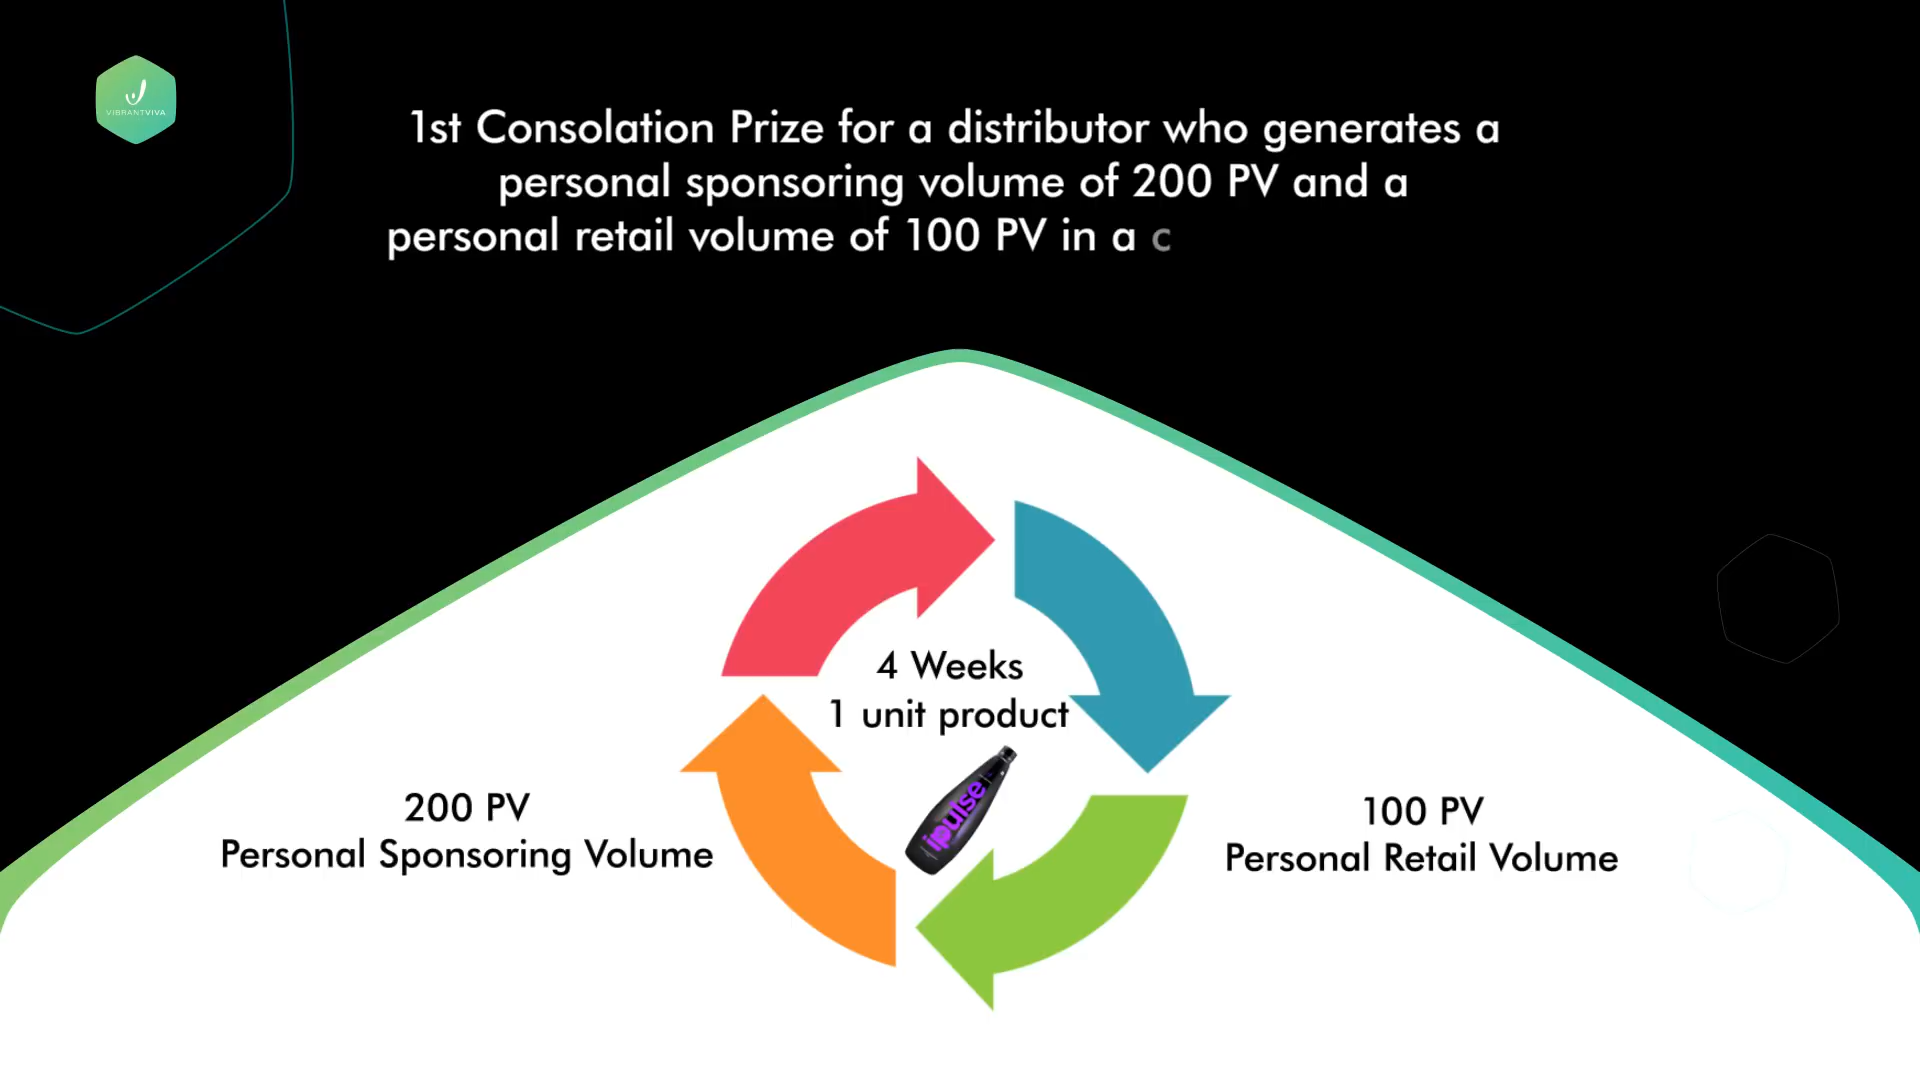 VIBRANTVIVA
1st Consolation Prize for a distributor who generates a
personal sponsoring volume of 200 PV and a
personal retail volume of 100 PV in a c
4 Weeks
1 unit product
ipulse
200 PV
Personal Sponsoring Volume
100 PV
Personal Retail Volume